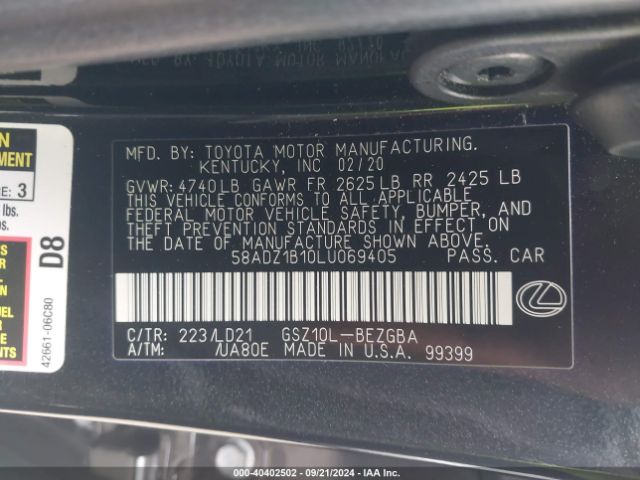 MFD. BY: TOYOTA MOTOR MANUFACTURING.
KENTUCKY, INC 02/20
GVWR: 4740LB GAWR FR 2625LB RR 2425 LB
THIS VEHICLE CONFORMS TO ALL APPLICABLE
FEDERAL MOTOR VEHICLE SAFETY, BUMPER, AND
THEFT PREVENTION STANDARDS IN EFFECT ON
THE DATE OF MANUFACTURE SHOWN ABOVE.
58ADZ1B10LU069405 PASS. CAR
C/TR: 223/LD21 GSZ10L-BEZGBA
A/TM: /UA80E MADE IN U.S.A. 99399
3
lbs.
D8
42661-06C80
000-40402502 - 09/21/2024 - IAA Inc.